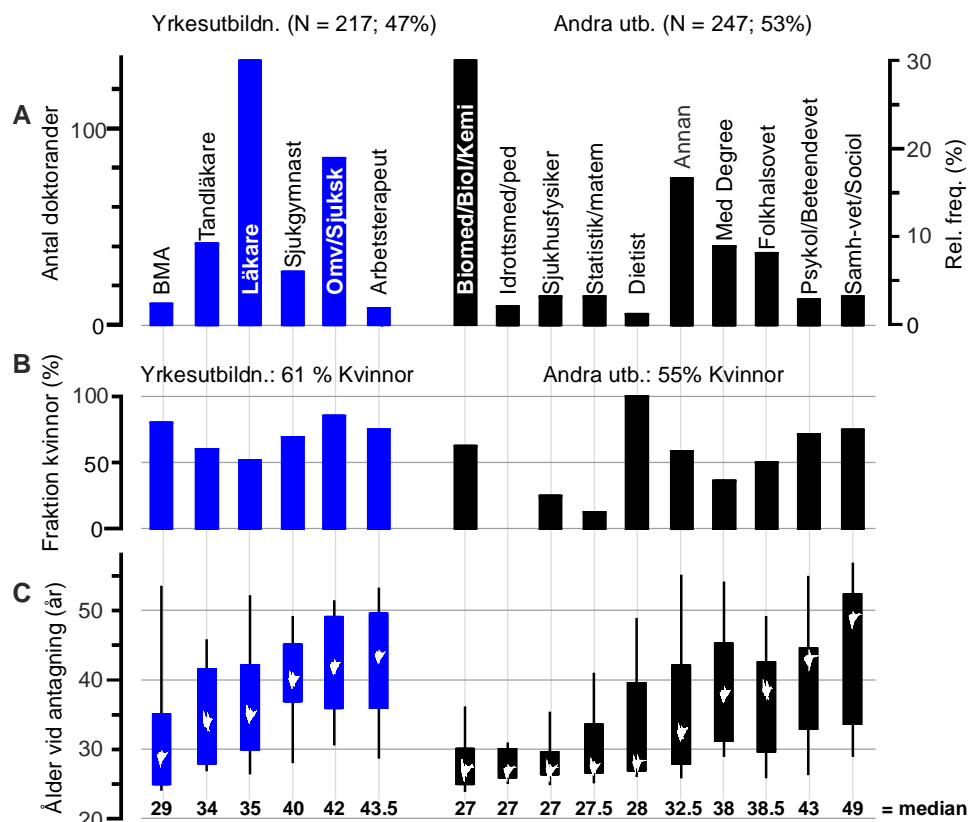 Yrkesutbildn. (N = 217; 47%)
Andra utb. (N = 247; 53%)
A
Antal doktorander
100
0
BMA
Tandläkare
Läkare
Sjukgymnast
Omv/Sjuksk
Arbetsterapeut
Biomed/Biol/Kemi
Idrottsmed/ped
Sjukhusfysiker
Statistik/matem
Dietist
Annan
Med Degree
Folkhalsovet
Psykol/Beteendevet
Samh-vet/Sociol
30
20
10
0
Rel. freq. (%)
B
Fraktion kvinnor (%)
Yrkesutbildn.: 61 % Kvinnor
Andra utb.: 55% Kvinnor
100
50
0
C
Ålder vid antagning (år)
50
40
30
20
29 34 35 40 42 43.5 27 27 27 27.5 28 32.5 38 38.5 43 49 = median